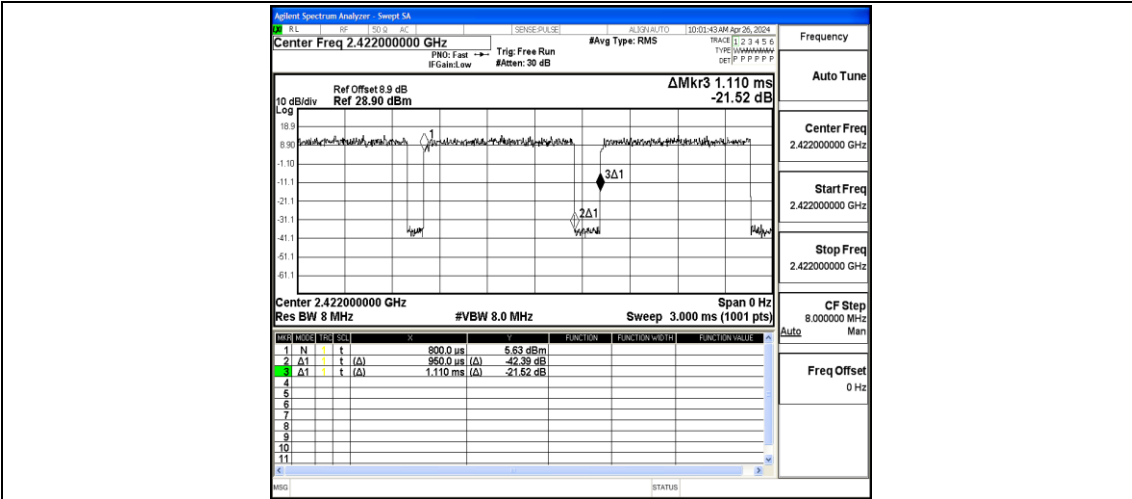 Agilent Spectrum Analyzer - Swept SA
RL RF 50 Ω AC SENSE:PULSE ALIGN AUTO 10:01:43 AM Apr 26, 2024
Center Freq 2.422000000 GHz
PNO: Fast
IFGain:Low
Trig: Free Run
#Atten: 30 dB
#Avg Type: RMS
TRACE 1 2 3 4 5 6
TYPE
DET P P P P P P
Frequency
Auto Tune
Center Freq
2.422000000 GHz
Start Freq
2.422000000 GHz
Stop Freq
2.422000000 GHz
CF Step
8.000000 MHz
Auto Man
Freq Offset
0 Hz
ΔMkr3 1.110 ms
-21.52 dB
Ref Offset 8.9 dB
10 dB/div Ref 28.90 dBm
Log
18.9
8.90
-1.10
-11.1
-21.1
-31.1
-41.1
-51.1
-61.1
1
3Δ1
2Δ1
Center 2.422000000 GHz Span 0 Hz
Res BW 8 MHz #VBW 8.0 MHz Sweep 3.000 ms (1001 pts)
MKR MODE TRC SCL X Y FUNCTION FUNCTION WIDTH FUNCTION VALUE
1 N 1 t 800.0 µs 5.63 dBm
2 Δ1 1 t (Δ) 950.0 µs (Δ) -42.39 dB
3 Δ1 1 t (Δ) 1.110 ms (Δ) -21.52 dB
4
5
6
7
8
9
10
11
MSG STATUS